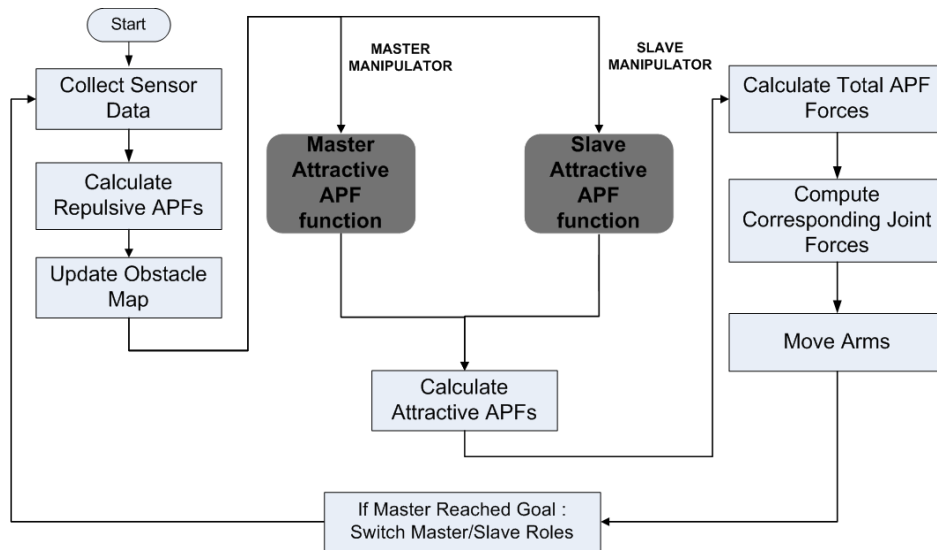 Start
Collect Sensor
Data
Calculate
Repulsive APFs
Update Obstacle
Map
MASTER
MANIPULATOR
Master
Attractive
APF
function
SLAVE
MANIPULATOR
Slave
Attractive
APF
function
Calculate
Attractive APFs
Calculate Total APF
Forces
Compute
Corresponding Joint
Forces
Move Arms
If Master Reached Goal :
Switch Master/Slave Roles